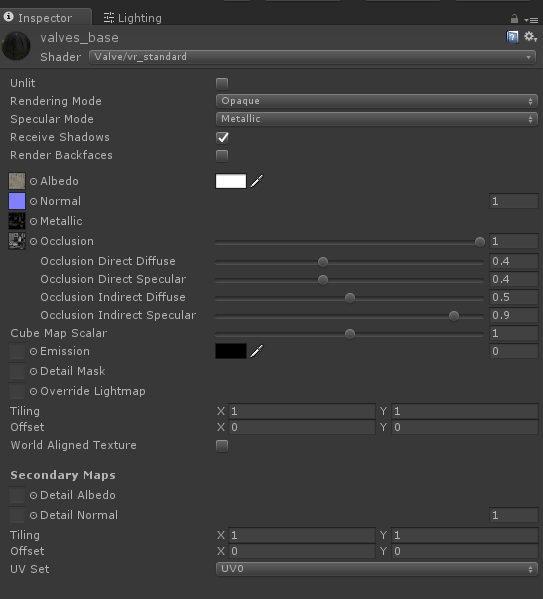 Inspector Lighting
valves_base
Shader Valve/vr_standard
Unlit
Rendering Mode Opaque
Specular Mode Metallic
Receive Shadows
Render Backfaces
Albedo
Normal 1
Metallic
Occlusion 1
Occlusion Direct Diffuse 0.4
Occlusion Direct Specular 0.4
Occlusion Indirect Diffuse 0.5
Occlusion Indirect Specular 0.9
Cube Map Scalar 1
Emission 0
Detail Mask
Override Lightmap
Tiling X 1 Y 1
Offset X 0 Y 0
World Aligned Texture
Secondary Maps
Detail Albedo
Detail Normal 1
Tiling X 1 Y 1
Offset X 0 Y 0
UV Set UV0